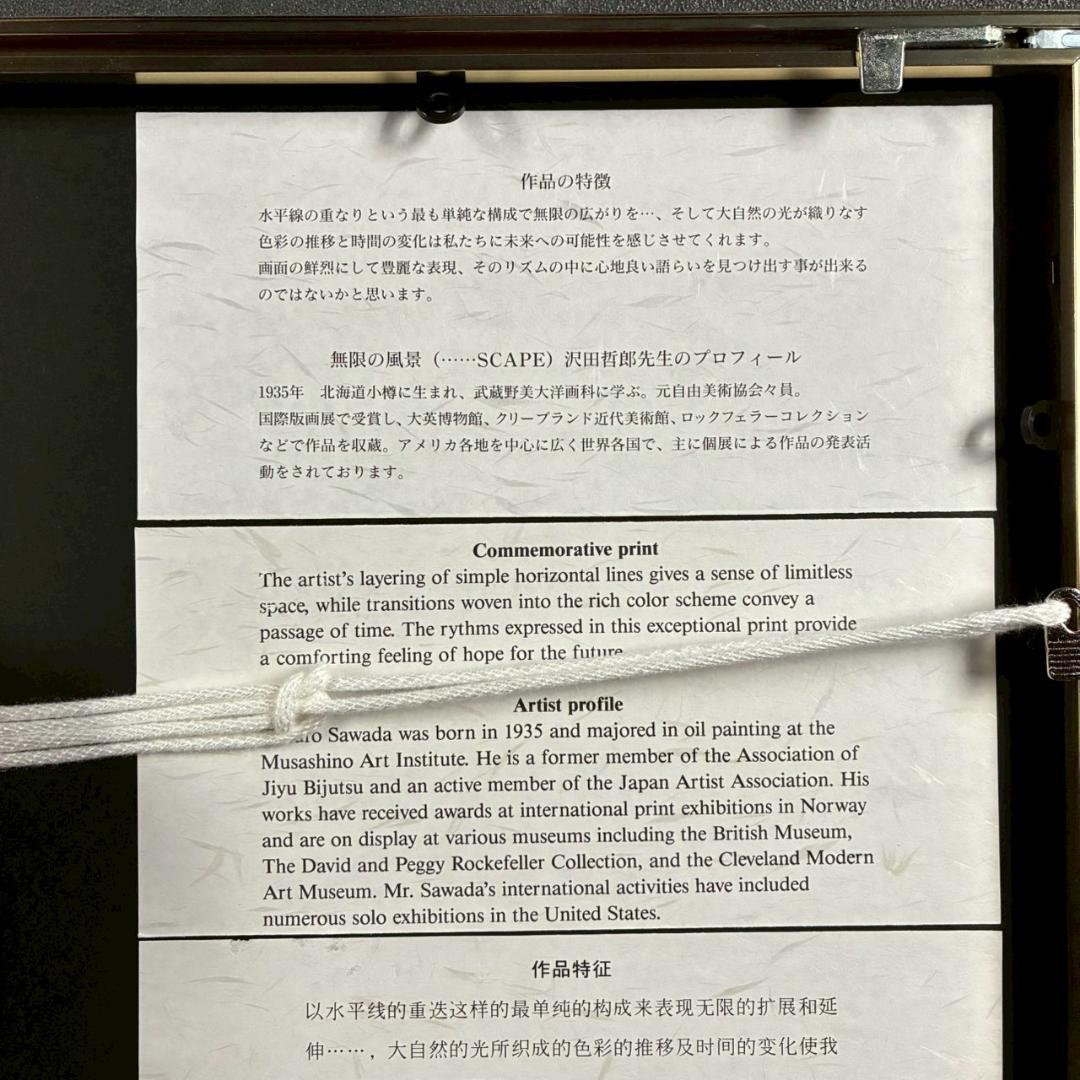 作品の特徴
水平線の重なりという最も単純な構成で無限の広がりを…、そして大自然の光が織りなす
色彩の推移と時間の変化は私たちに未来への可能性を感じさせてくれます。
画面の鮮烈にして豊麗な表現、そのリズムの中に心地良い語らいを見つけ出す事が出来る
のではないかと思います。
無限の風景（……SCAPE）沢田哲郎先生のプロフィール
1935年　北海道小樽に生まれ、武蔵野美大洋画科に学ぶ。元自由美術協会々員。
国際版画展で受賞し、大英博物館、クリーブランド近代美術館、ロックフェラーコレクション
などで作品を収蔵。アメリカ各地を中心に広く世界各国で、主に個展による作品の発表活
動をされております。
Commemorative print
The artist's layering of simple horizontal lines gives a sense of limitless
space, while transitions woven into the rich color scheme convey a
passage of time. The rythms expressed in this exceptional print provide
a comforting feeling of hope for the future
Artist profile
Sawada was born in 1935 and majored in oil painting at the
Musashino Art Institute. He is a former member of the Association of
Jiyu Bijutsu and an active member of the Japan Artist Association. His
works have received awards at international print exhibitions in Norway
and are on display at various museums including the British Museum,
The David and Peggy Rockefeller Collection, and the Cleveland Modern
Art Museum. Mr. Sawada's international activities have included
numerous solo exhibitions in the United States.
作品特征
以水平线的重迭这样的最单纯的构成来表现无限的扩展和延
伸……，大自然的光所织成的色彩的推移及时间的变化使我